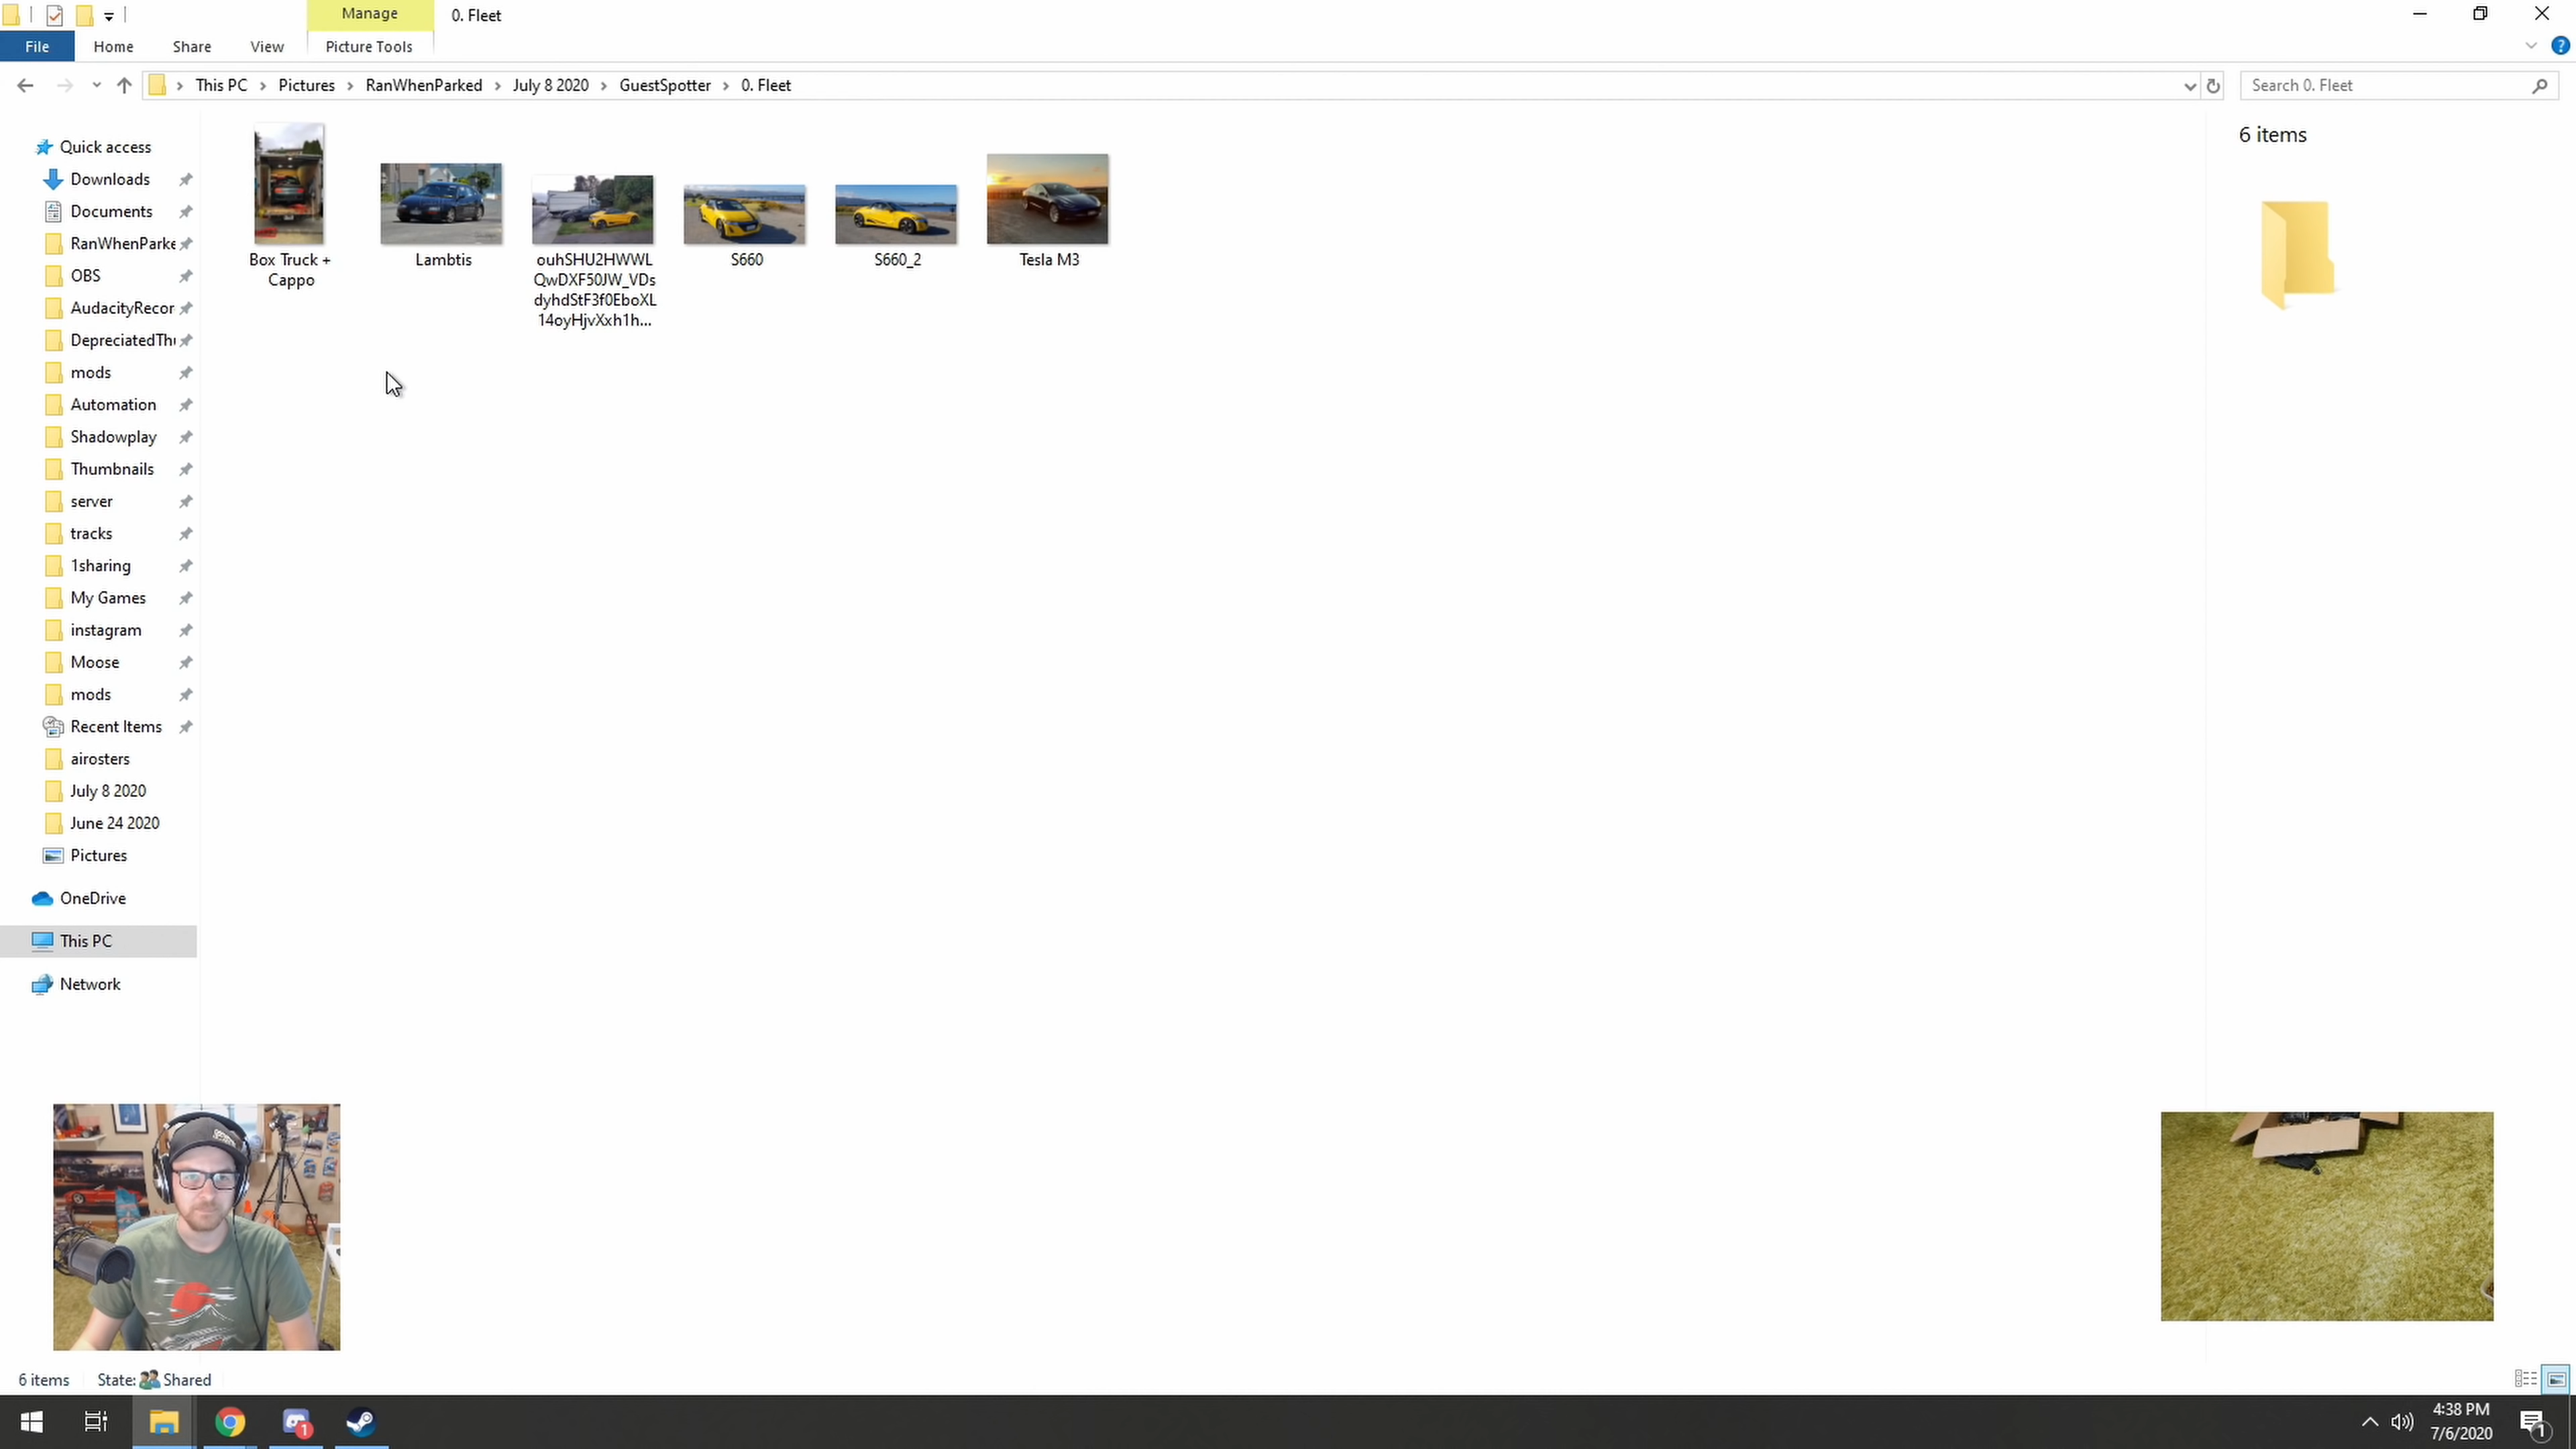 Manage
0. Fleet
File
Home
Share
View
Picture Tools
This PC
Pictures
RanWhenParked
July 8 2020
GuestSpotter
0. Fleet
Search 0. Fleet
Quick access
Downloads
Documents
RanWhenParke
OBS
AudacityRecor
DepreciatedThu
mods
Automation
Shadowplay
Thumbnails
server
tracks
1sharing
My Games
instagram
Moose
mods
Recent Items
airosters
July 8 2020
June 24 2020
Pictures
OneDrive
This PC
Network
Box Truck +
Cappo
Lambtis
ouhSHU2HWWL
QwDXF50JW_VDs
dyhdStF3f0EboXL
14oyHjvXxh1h...
S660
S660_2
Tesla M3
6 items
6 items
State:
Shared
1
4:38 PM
7/6/2020
1